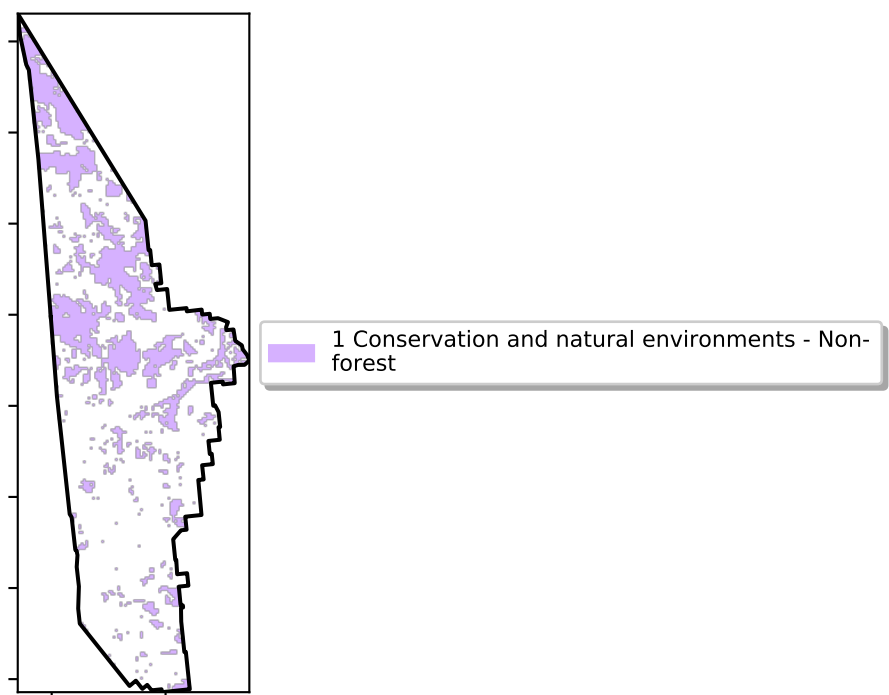 1 Conservation and natural environments - Non-
forest